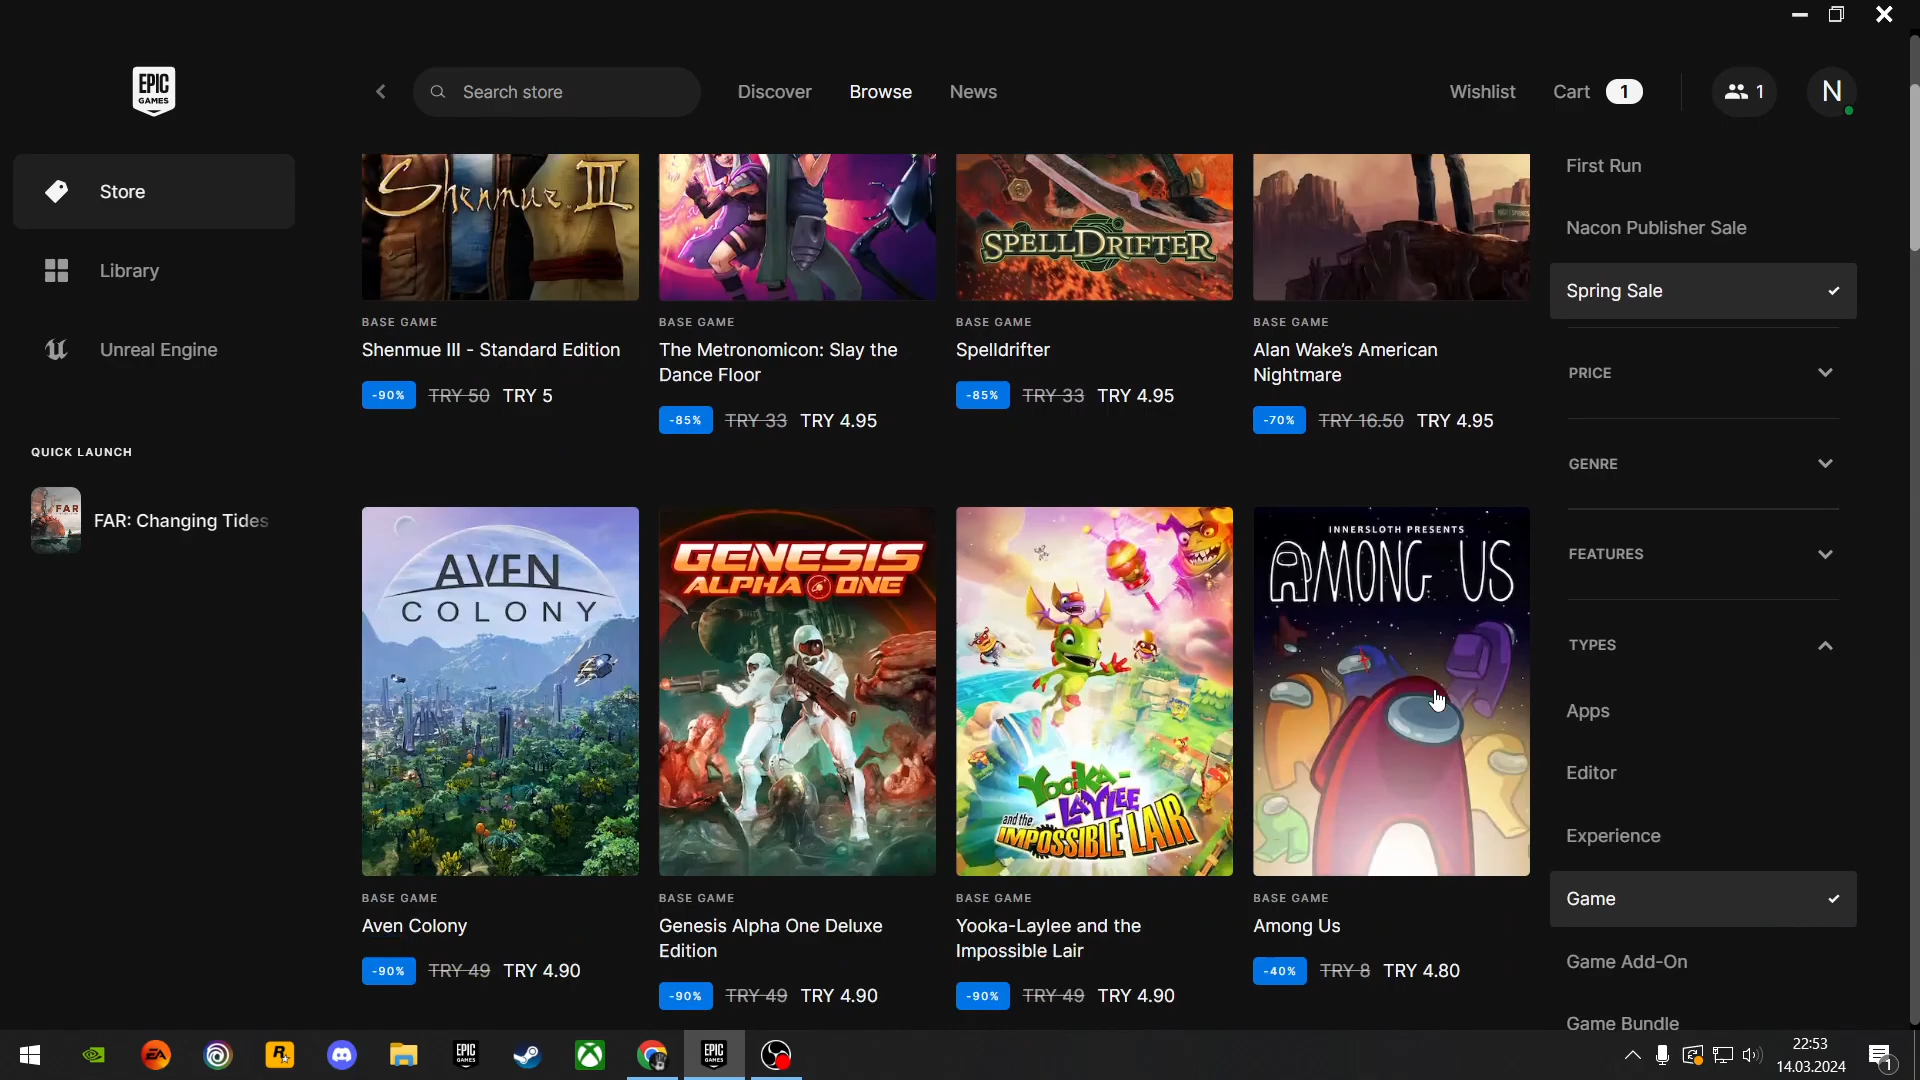 EPIC
GAMES
Search store
Discover
Browse
News
Wishlist
Cart
1
1
N
Store
Library
Unreal Engine
QUICK LAUNCH
FAR
FAR: Changing Tides
Shenmue III
SPELLDRIFTER
BASE GAME
Shenmue III - Standard Edition
-90%
TRY 50
TRY 5
BASE GAME
The Metronomicon: Slay the
Dance Floor
-85%
TRY 33
TRY 4.95
BASE GAME
Spelldrifter
-85%
TRY 33
TRY 4.95
BASE GAME
Alan Wake's American
Nightmare
-70%
TRY 16.50
TRY 4.95
AVEN
COLONY
GENESIS
ALPHA ONE
YOOKA-
LAYLEE
and the
IMPOSSIBLE LAIR
INNERSLOTH PRESENTS
AMONG US
BASE GAME
Aven Colony
-90%
TRY 49
TRY 4.90
BASE GAME
Genesis Alpha One Deluxe
Edition
-90%
TRY 49
TRY 4.90
BASE GAME
Yooka-Laylee and the
Impossible Lair
-90%
TRY 49
TRY 4.90
BASE GAME
Among Us
-40%
TRY 8
TRY 4.80
First Run
Nacon Publisher Sale
Spring Sale
PRICE
GENRE
FEATURES
TYPES
Apps
Editor
Experience
Game
Game Add-On
Game Bundle
EA
R
EPIC
GAMES
EPIC
GAMES
22:53
14.03.2024
1